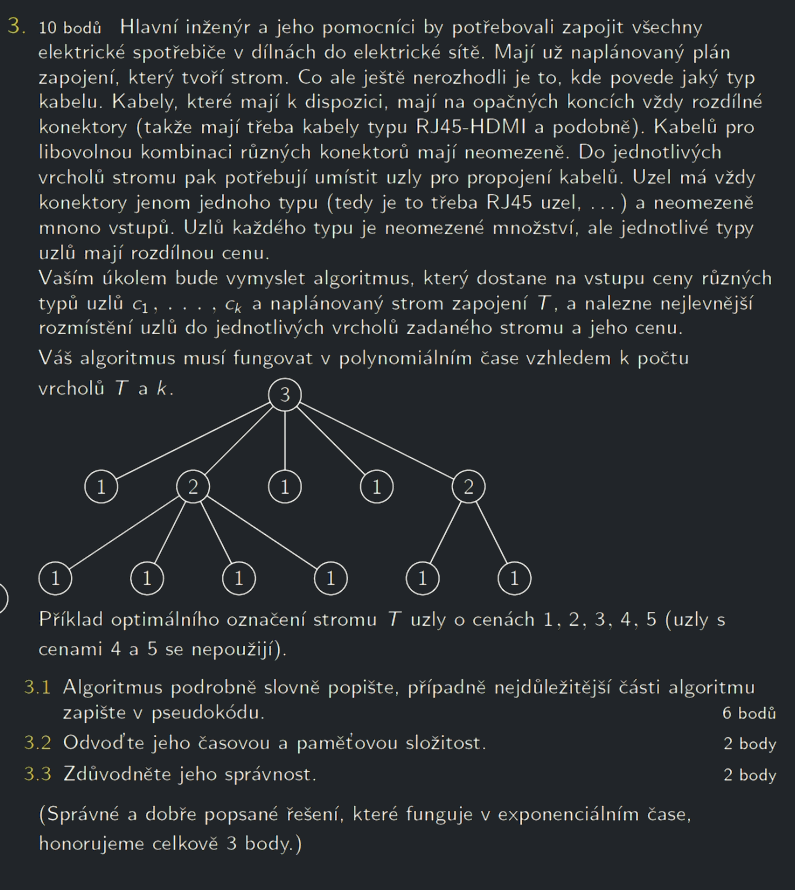 3. 10 bodů Hlavní inženýr a jeho pomocníci by potřebovali zapojit všechny
elektrické spotřebiče v dílnách do elektrické sítě. Mají už naplánovaný plán
zapojení, který tvoří strom. Co ale ještě nerozhodli je to, kde povede jaký typ
kabelu. Kabely, které mají k dispozici, mají na opačných koncích vždy rozdílné
konektory (takže mají třeba kabely typu RJ45-HDMI a podobně). Kabelů pro
libovolnou kombinaci různých konektorů mají neomezeně. Do jednotlivých
vrcholů stromu pak potřebují umístit uzly pro propojení kabelů. Uzel má vždy
konektory jenom jednoho typu (tedy je to třeba RJ45 uzel, ...) a neomezeně
mnono vstupů. Uzlů každého typu je neomezené množství, ale jednotlivé typy
uzlů mají rozdílnou cenu.
Vaším úkolem bude vymyslet algoritmus, který dostane na vstupu ceny různých
typů uzlů c₁, ...., cₖ a naplánovaný strom zapojení T, a nalezne nejlevnější
rozmístění uzlů do jednotlivých vrcholů zadaného stromu a jeho cenu.
Váš algoritmus musí fungovat v polynomiálním čase vzhledem k počtu
vrcholů T a k.
3
1 2 1 1 2
1 1 1 1 1 1
Příklad optimálního označení stromu T uzly o cenách 1, 2, 3, 4, 5 (uzly s
cenami 4 a 5 se nepoužijí).
3.1 Algoritmus podrobně slovně popište, případně nejdůležitější části algoritmu
zapište v pseudokódu. 6 bodů
3.2 Odvoďte jeho časovou a paměťovou složitost. 2 body
3.3 Zdůvodněte jeho správnost. 2 body
(Správné a dobře popsané řešení, které funguje v exponenciálním čase,
honorujeme celkově 3 body.)